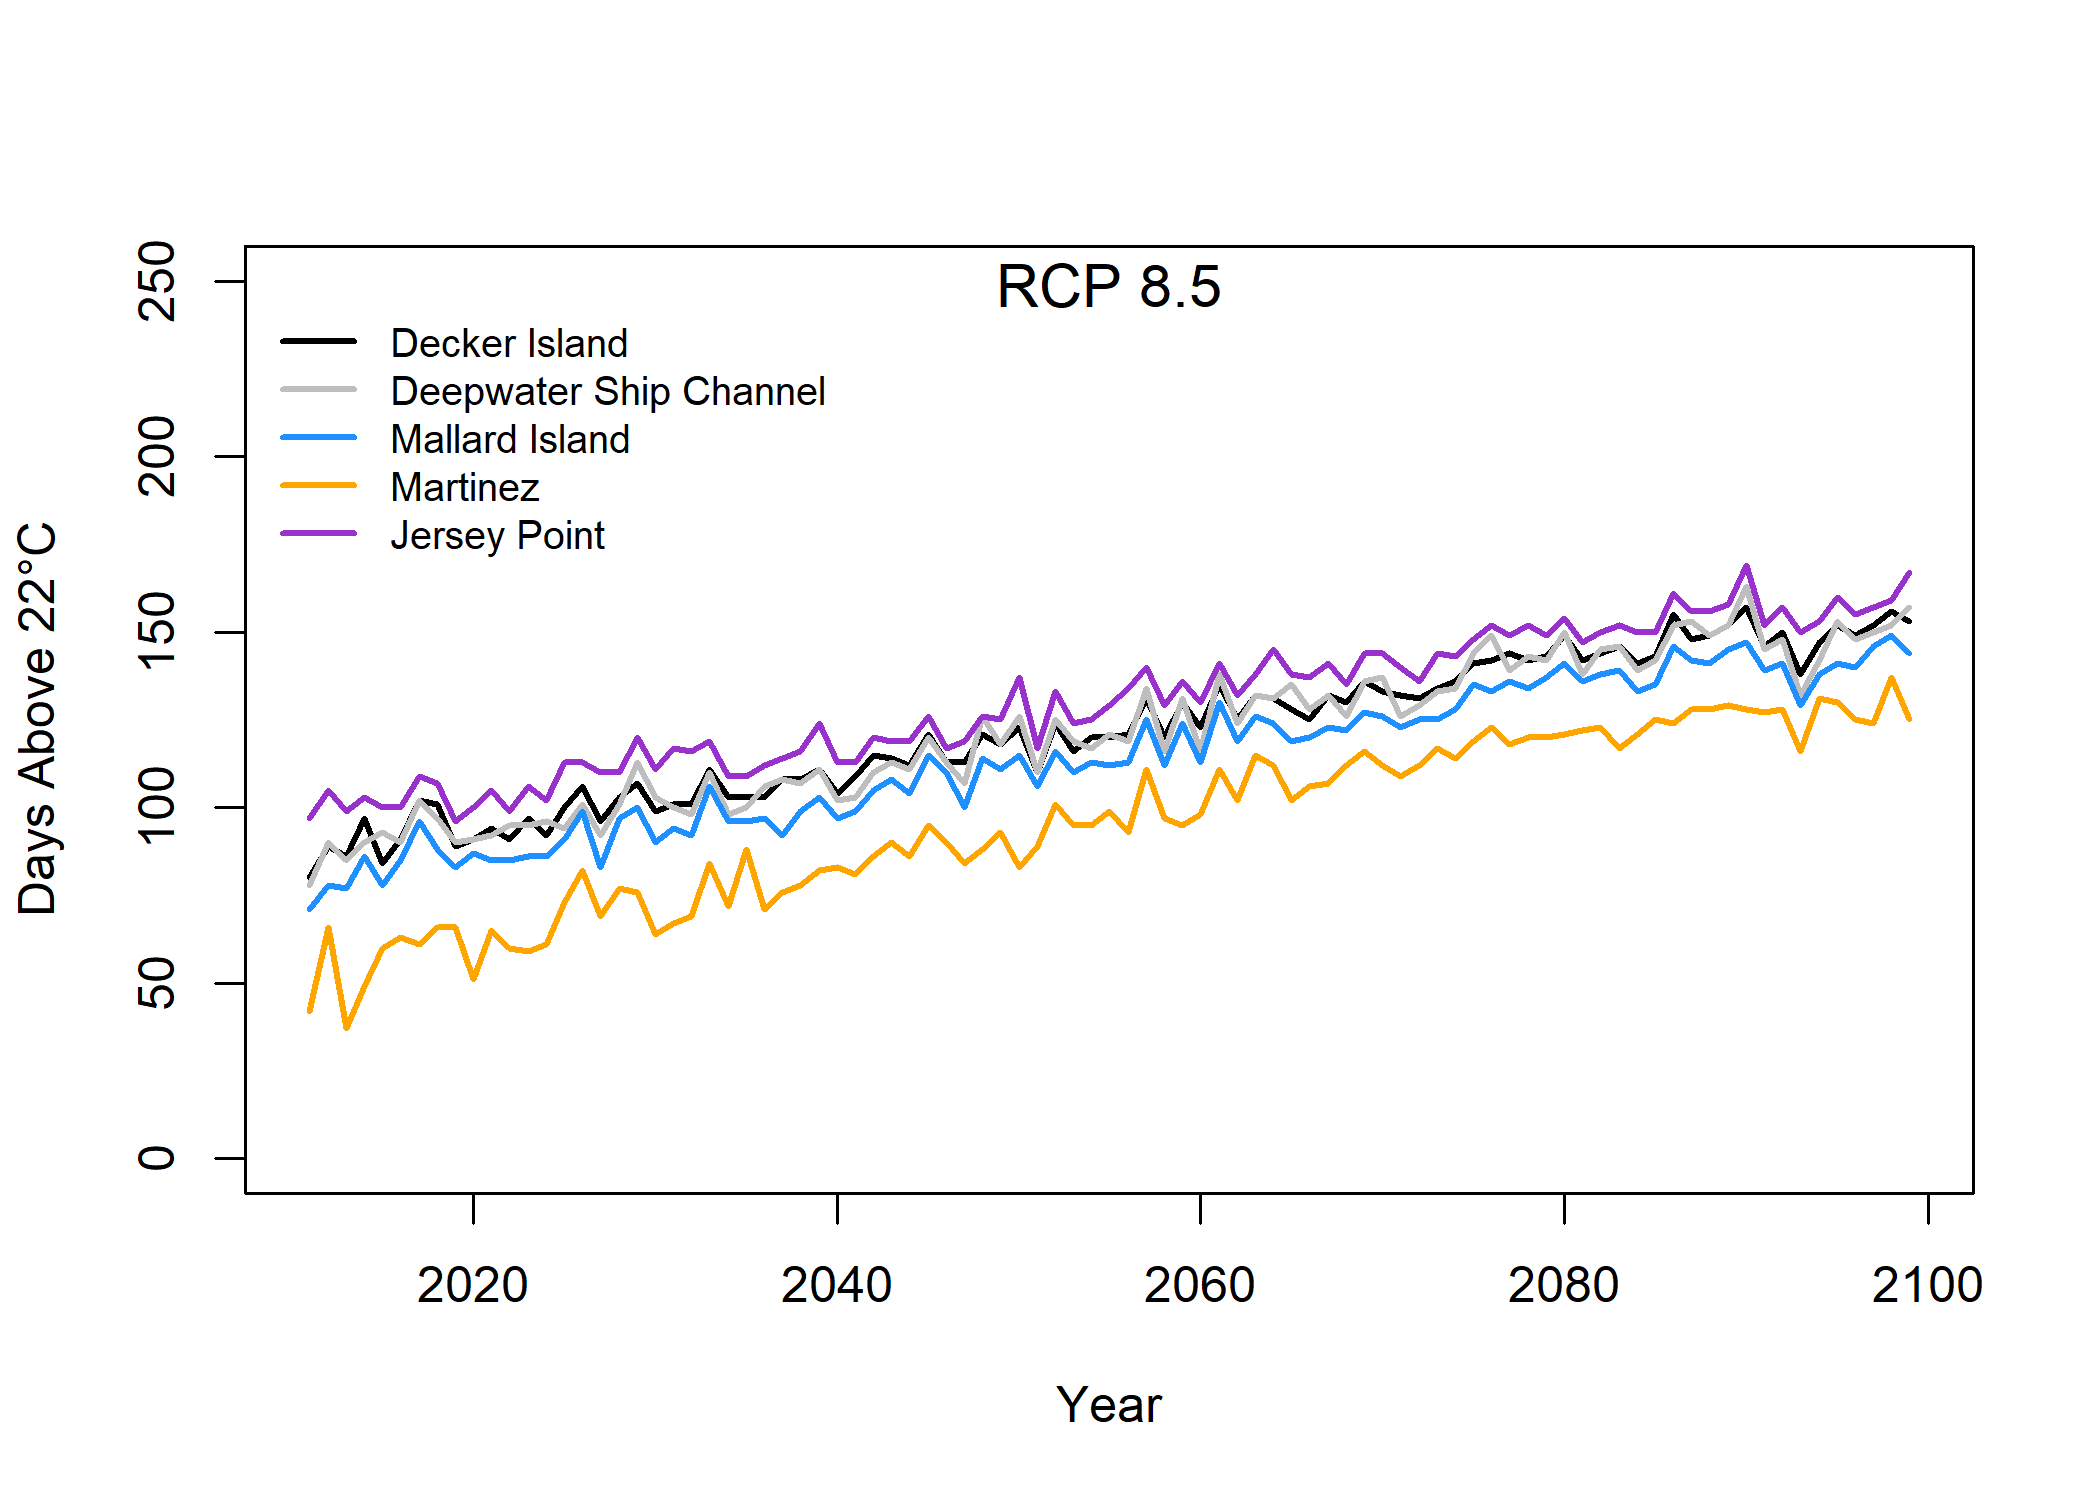 RCP 8.5
Decker Island
Deepwater Ship Channel
Mallard Island
Martinez
Jersey Point
Days Above 22°C
250
200
150
100
50
0
2020 2040 2060 2080 2100
Year